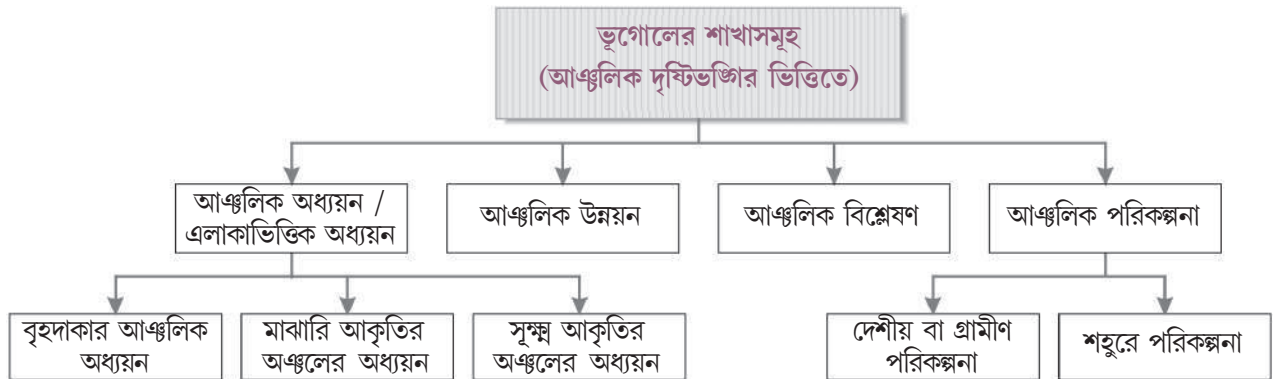 ভূগোলের শাখাসমূহ
(আঞ্চলিক দৃষ্টিভঙ্গির ভিত্তিতে)
আঞ্চলিক অধ্যয়ন /
এলাকাভিত্তিক অধ্যয়ন
আঞ্চলিক উন্নয়ন
আঞ্চলিক বিশ্লেষণ
আঞ্চলিক পরিকল্পনা
বৃহদাকার আঞ্চলিক
অধ্যয়ন
মাঝারি আকৃতির
অঞ্চলের অধ্যয়ন
সূক্ষ্ম আকৃতির
অঞ্চলের অধ্যয়ন
দেশীয় বা গ্রামীণ
পরিকল্পনা
শহুরে পরিকল্পনা